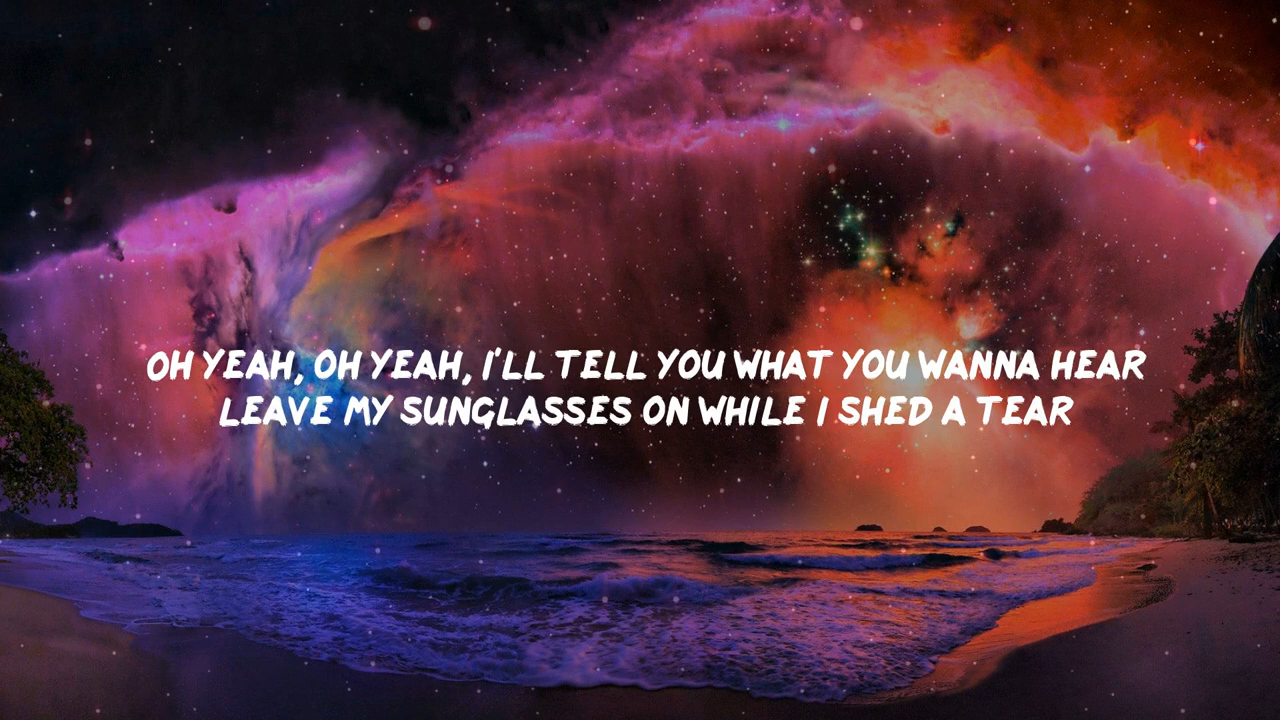 OH YEAH, OH YEAH, I'LL TELL YOU WHAT YOU WANNA HEAR
LEAVE MY SUNGLASSES ON WHILE I SHED A TEAR